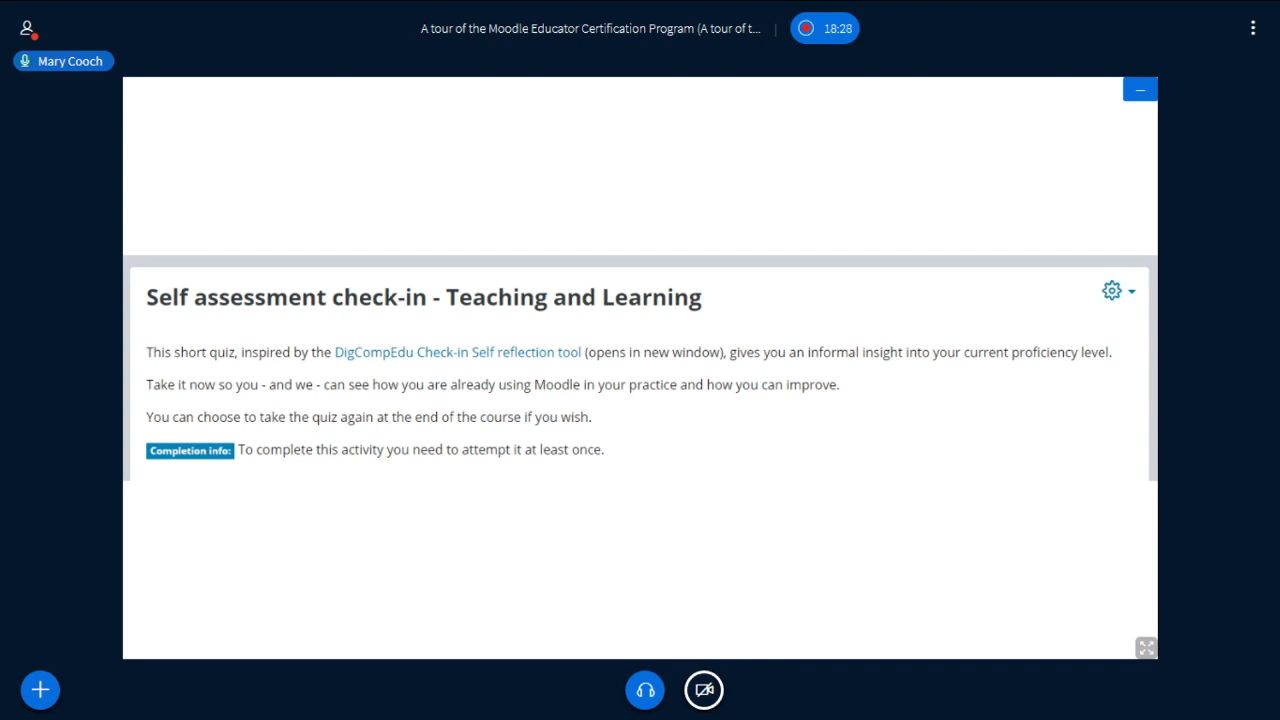 A tour of the Moodle Educator Certification Program (A tour of t...
18:28
Mary Cooch
Self assessment check-in - Teaching and Learning
This short quiz, inspired by the DigCompEdu Check-in Self reflection tool (opens in new window), gives you an informal insight into your current proficiency level.
Take it now so you - and we - can see how you are already using Moodle in your practice and how you can improve.
You can choose to take the quiz again at the end of the course if you wish.
Completion info: To complete this activity you need to attempt it at least once.